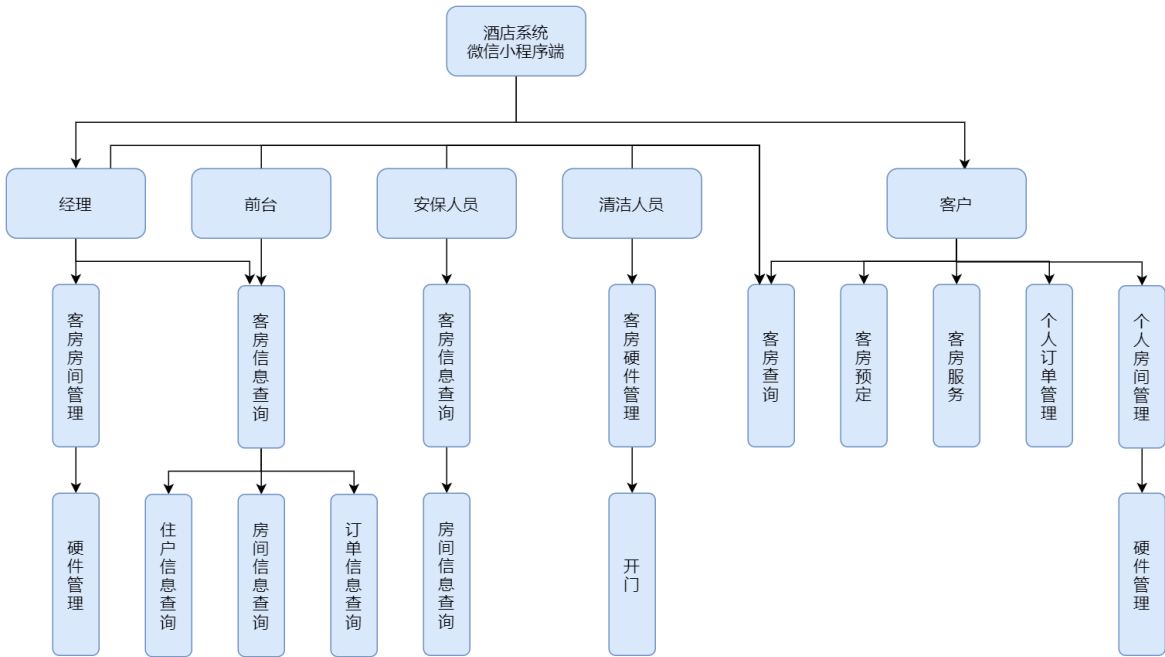 酒店系统
微信小程序端
经理
前台
安保人员
清洁人员
客户
客房房间管理
客房信息查询
客房信息查询
客房硬件管理
客房查询
客房预定
客房服务
个人订单管理
个人房间管理
硬件管理
住户信息查询
房间信息查询
订单信息查询
房间信息查询
开门
硬件管理